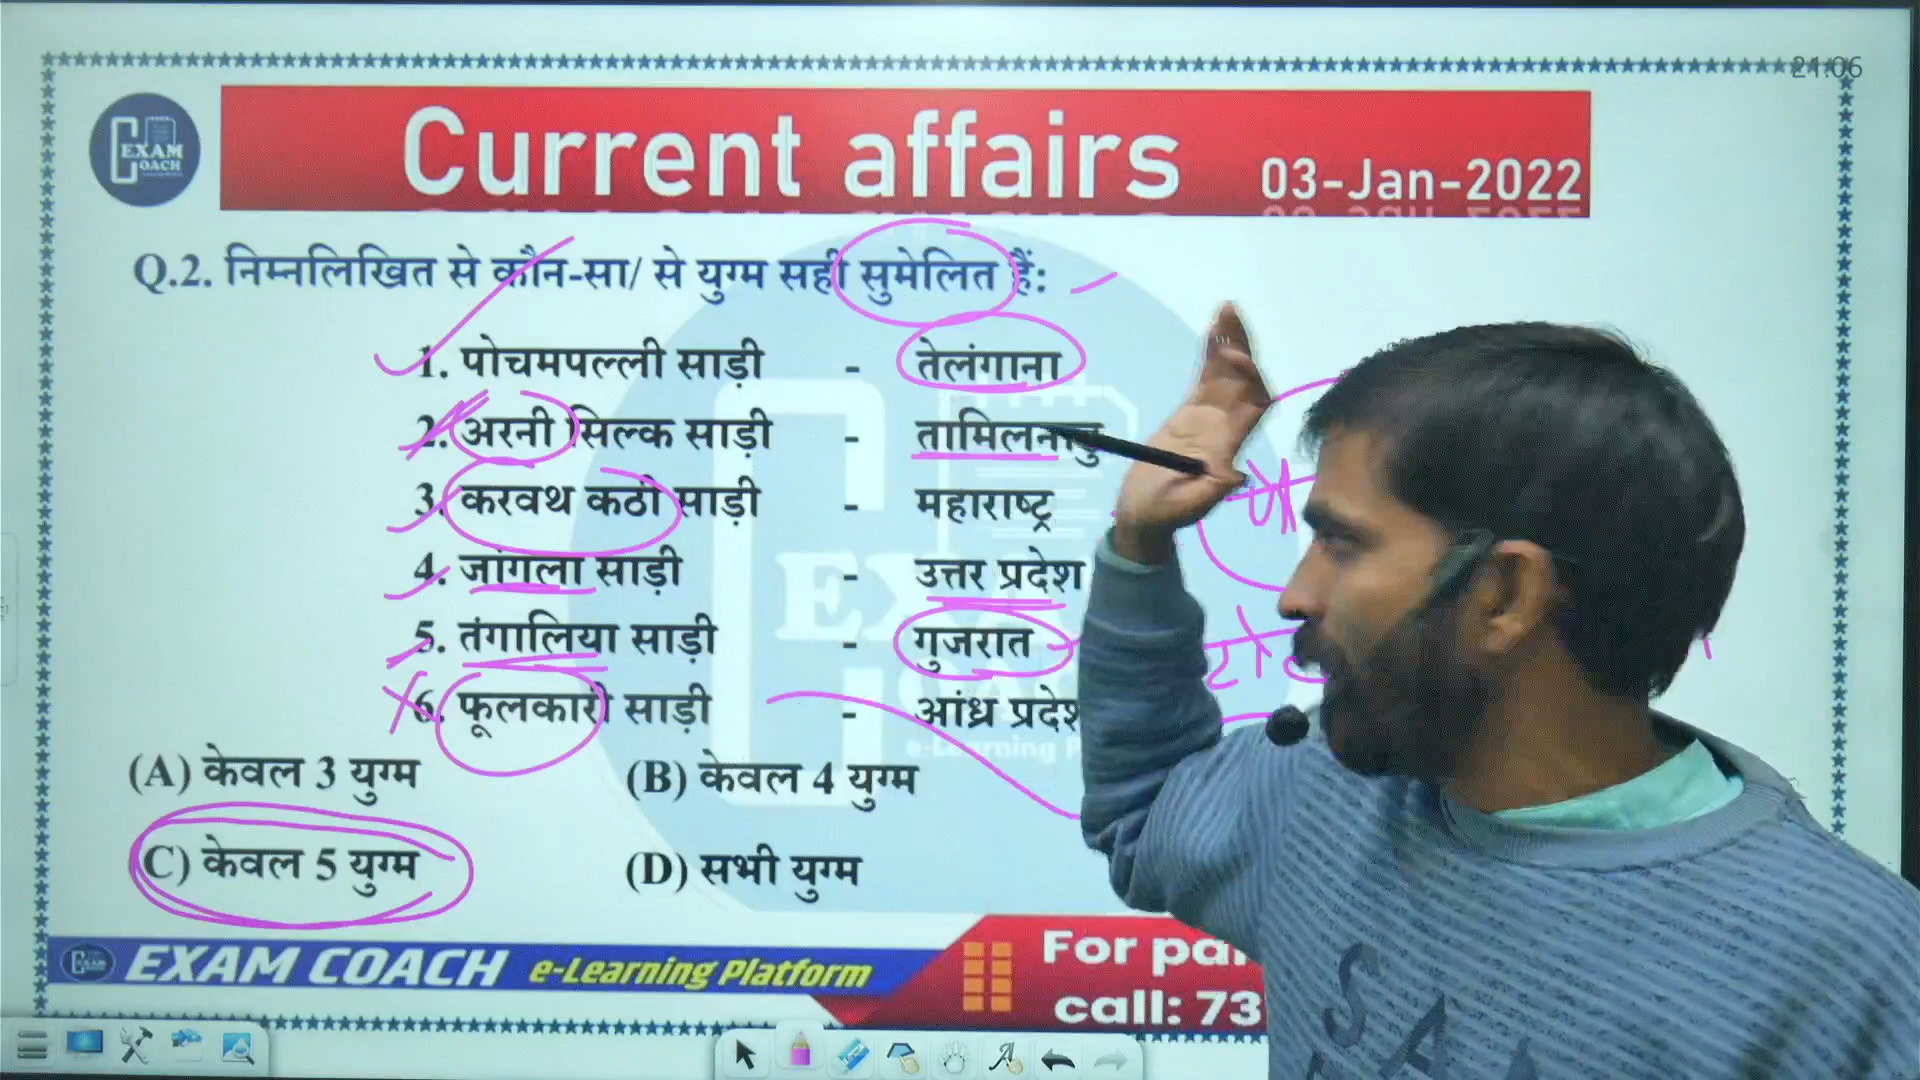 21:06
EXAM
COACH
Current affairs 03-Jan-2022
Q.2. निम्नलिखित से कौन-सा/ से युग्म सही सुमेलित हैं:
1. पोचमपल्ली साड़ी - तेलंगाना
2. अरनी सिल्क साड़ी - तामिलनाडु
3. करवथ कठी साड़ी - महाराष्ट्र
4. जांगला साड़ी - उत्तर प्रदेश
5. तंगालिया साड़ी - गुजरात
6. फूलकारी साड़ी - आंध्र प्रदेश
(A) केवल 3 युग्म (B) केवल 4 युग्म
(C) केवल 5 युग्म (D) सभी युग्म
EXAM COACH e-Learning Platform
For
call: 73